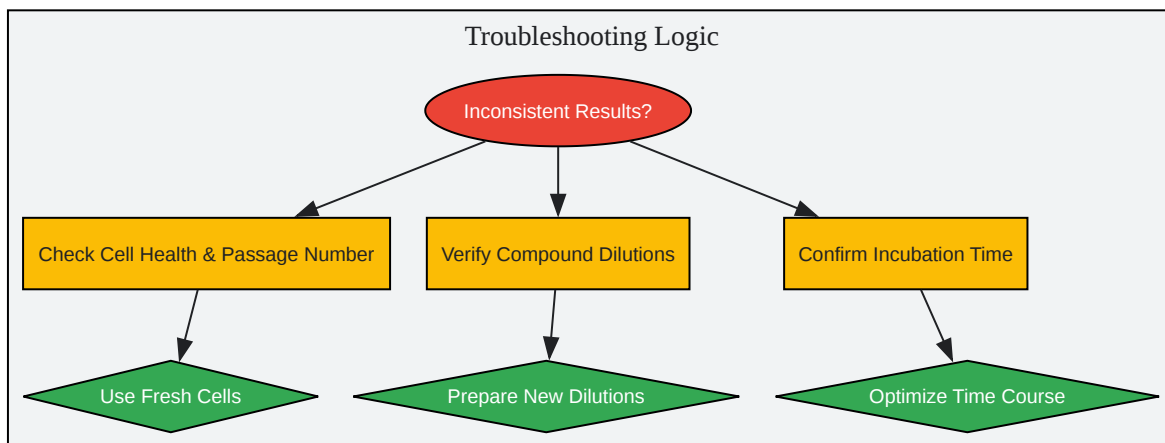 Troubleshooting Logic
Inconsistent Results?
Check Cell Health & Passage Number
Verify Compound Dilutions
Confirm Incubation Time
Use Fresh Cells
Prepare New Dilutions
Optimize Time Course